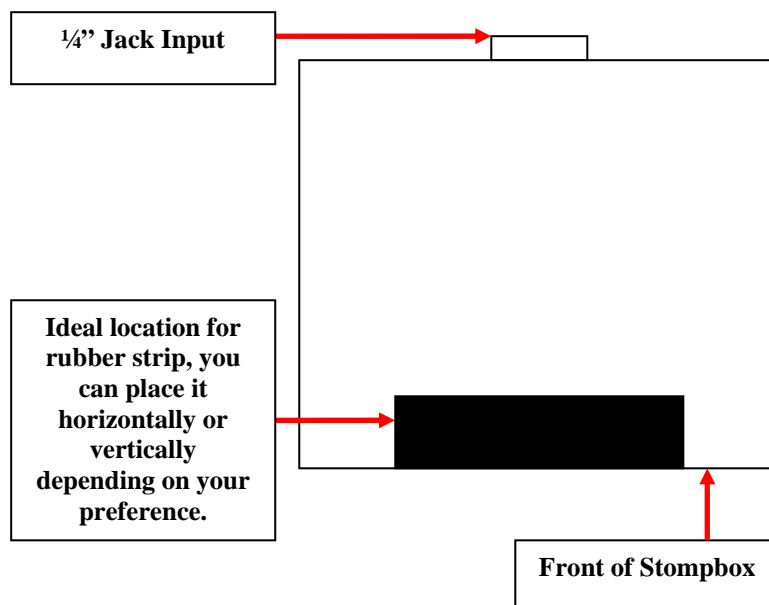 ¼” Jack Input
Ideal location for
rubber strip, you
can place it
horizontally or
vertically
depending on your
preference.
Front of Stompbox